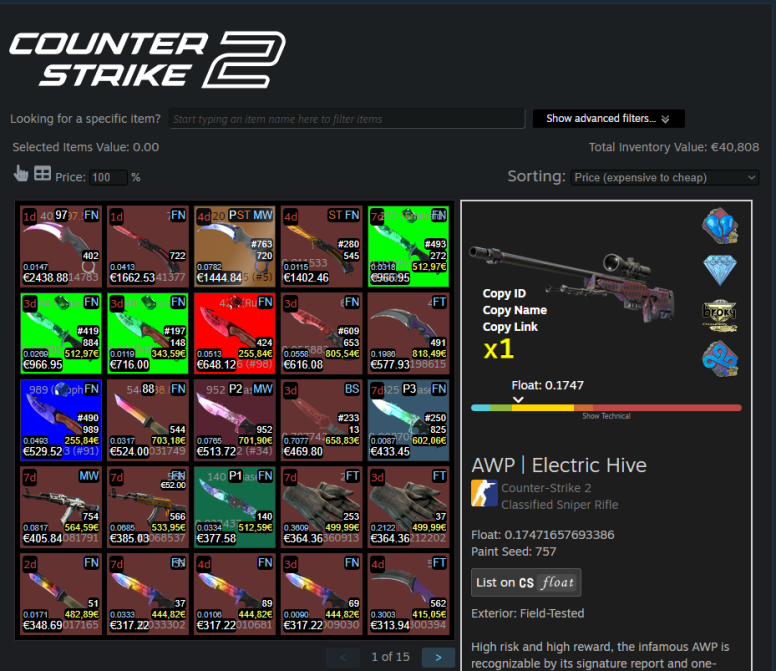 COUNTER
STRIKE 2
Looking for a specific item? Start typing an item name here to filter items Show advanced filters...
Selected Items Value: 0.00 Total Inventory Value: €40,808
Price: 100 % Sorting: Price (expensive to cheap)
1d 97 FN
402
0.0147
€2438.88
1d FN
722
0.0413
€1662.53
4d P ST MW
#763
720
0.0782
€1444.84
4d ST FN
#280
545
0.0115
€1402.46
7d FN
#493
272
0.0318 512,97€
€966.95
3d FN
#419
884
0.0269 512,97€
€966.95
3d FN
#197
148
0.0119 343,59€
€716.00
FN
424
0.0513 255,84€
€648.12
3d FN
#609
653
0.0558 805,54€
€616.08
FT
491
0.1986 818,49€
€577.93
FN
#490
989
0.0493 255,84€
€529.52
88 FN
544
0.0317 703,18€
€524.00
P2 MW
952
0.0765 701,90€
€513.72
3d BS
#233
13
0.7077 658,83€
€469.80
7d P3 FN
#250
825
0.0087 602,06€
€433.45
7d MW
754
0.0817 564,59€
€405.84
7d FN
€52.00
566
0.0685 533,95€
€385.03
P1 FN
140
0.0334 512,59€
€377.58
7d FT
253
0.3609 499,99€
€364.36
3d FT
37
0.2122 499,99€
€364.36
2d FN
51
0.0171 482,89€
€348.69
7d FN
37
0.0333 444,82€
€317.22
4d FN
89
0.0106 444,82€
€317.22
3d FN
69
0.0090 444,82€
€317.22
4d FT
562
0.3003 415,05€
€313.94
< 1 of 15 >
Copy ID
Copy Name
Copy Link
x1
Float: 0.1747
Show Technical
AWP | Electric Hive
Counter-Strike 2
Classified Sniper Rifle
Float: 0.17471657693386
Paint Seed: 757
List on CS float
Exterior: Field-Tested
High risk and high reward, the infamous AWP is
recognizable by its signature report and one-